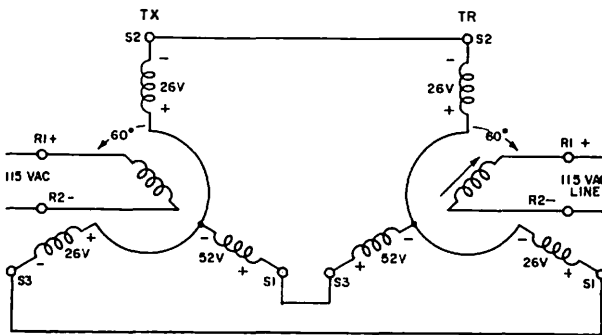 TX TR
S2 S2
- -
26V 26V
+ +
60° 60°
R1+ R1 +
115 VAC 115 VAC
LINE
R2- R2-
+ - - +
26V 52V 52V 26V
- + + -
S3 S1 S3 S1